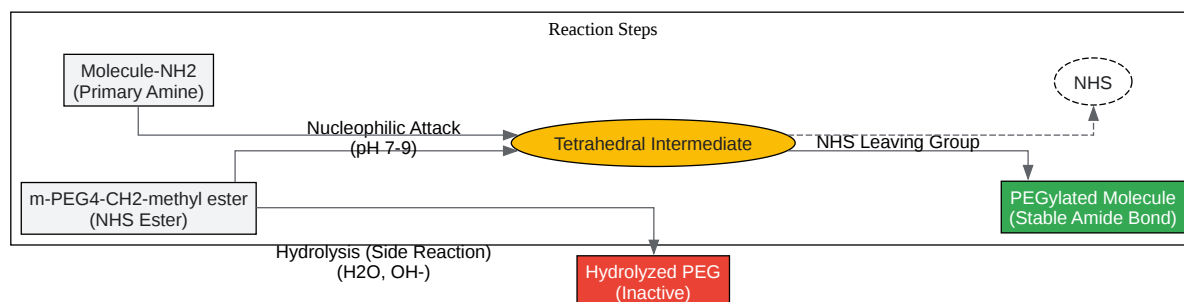 Reaction Steps
Molecule-NH2
(Primary Amine)
NHS
Nucleophilic Attack
(pH 7-9)
Tetrahedral Intermediate
NHS Leaving Group
m-PEG4-CH2-methyl ester
(NHS Ester)
PEGylated Molecule
(Stable Amide Bond)
Hydrolysis (Side Reaction)
(H2O, OH-)
Hydrolyzed PEG
(Inactive)